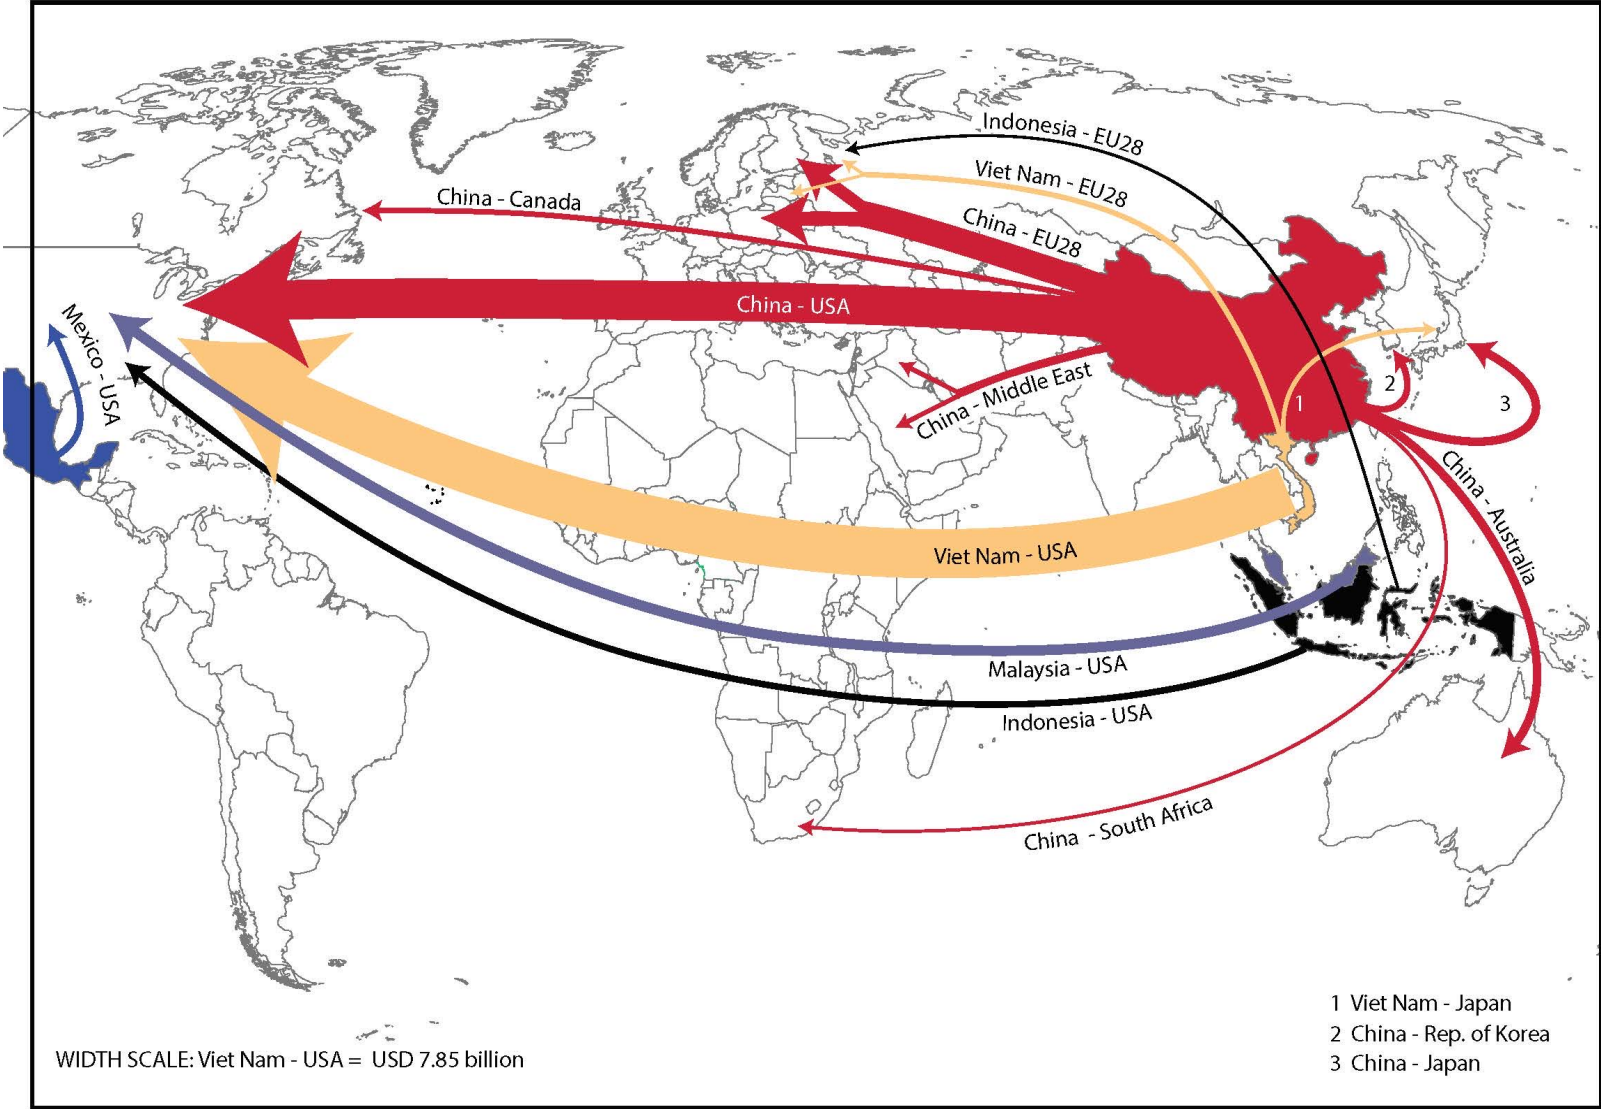 Indonesia - EU28
Viet Nam - EU28
China - Canada
China - EU28
China - USA
Mexico - USA
China - Middle East
1
2
3
China - Australia
Viet Nam - USA
Malaysia - USA
Indonesia - USA
China - South Africa
1 Viet Nam - Japan
2 China - Rep. of Korea
3 China - Japan
WIDTH SCALE: Viet Nam - USA = USD 7.85 billion